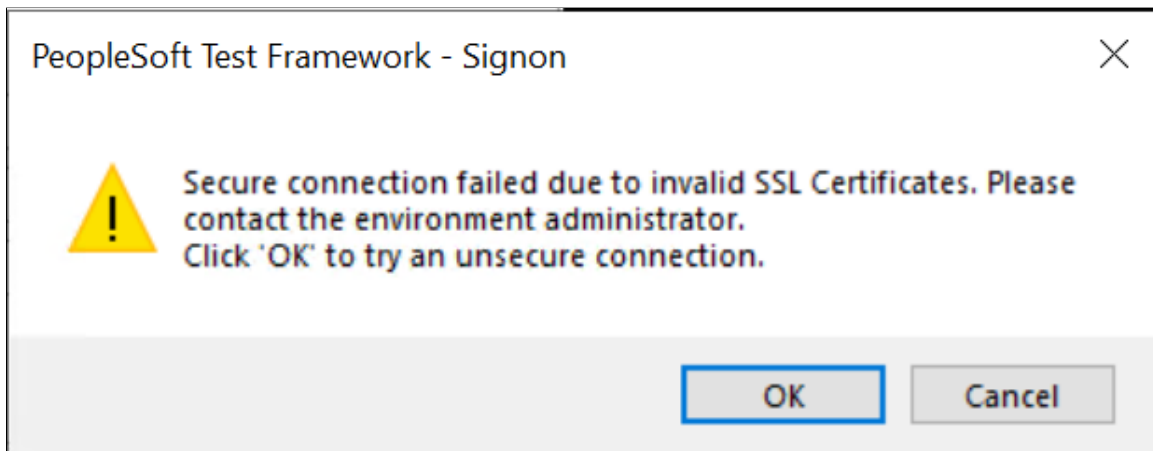 PeopleSoft Test Framework - Signon
Secure connection failed due to invalid SSL Certificates. Please
contact the environment administrator.
Click 'OK' to try an unsecure connection.
OK
Cancel